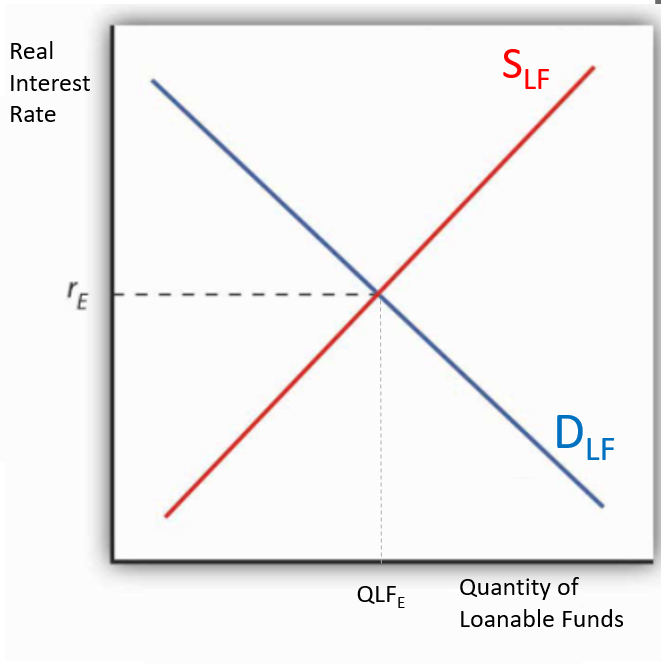 Real
Interest
Rate
S_LF
r_E
D_LF
QLF_E
Quantity of
Loanable Funds